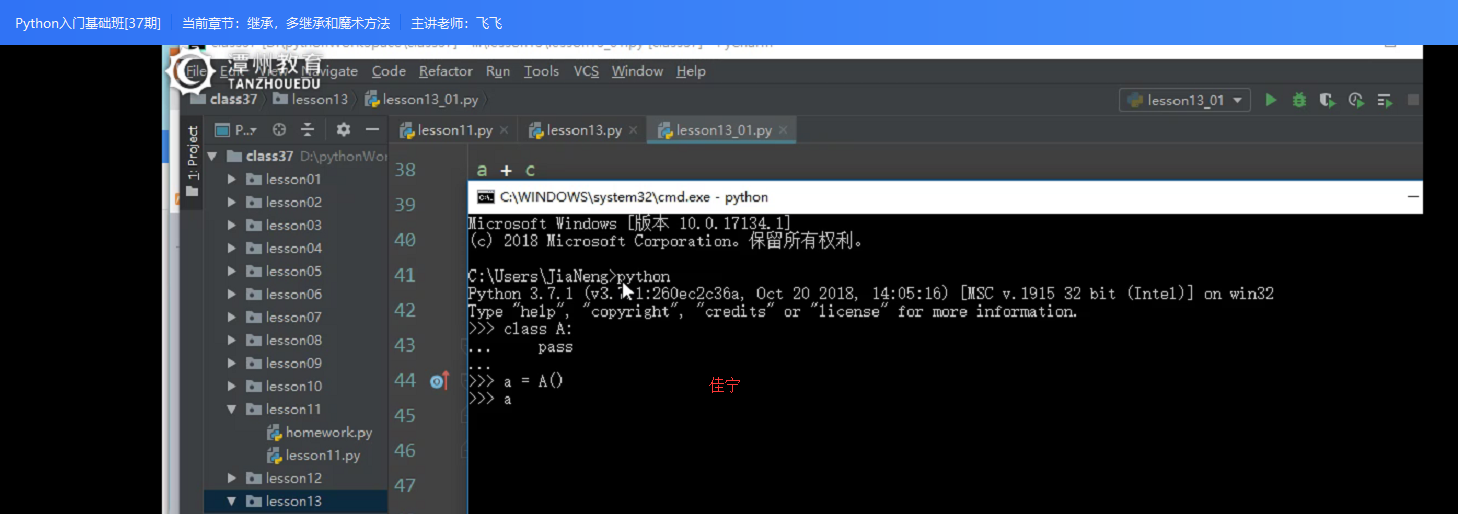 Python入门基础班[37期] 当前章节：继承，多继承和魔术方法 主讲老师：飞飞
潭州教育
TANZHOUEDU
File Edit View Navigate Code Refactor Run Tools VCS Window Help
class37 lesson13 lesson13_01.py
lesson13_01
1: Project
P..
lesson11.py lesson13.py lesson13_01.py
class37 D:\pythonWor
lesson01
lesson02
lesson03
lesson04
lesson05
lesson06
lesson07
lesson08
lesson09
lesson10
lesson11
homework.py
lesson11.py
lesson12
lesson13
38 a + c
39
40
41
42
43
44
45
46
47
C:\WINDOWS\system32\cmd.exe - python
Microsoft Windows [版本 10.0.17134.1]
(c) 2018 Microsoft Corporation。保留所有权利。
C:\Users\JiaNeng>python
Python 3.7.1 (v3.7.1:260ec2c36a, Oct 20 2018, 14:05:16) [MSC v.1915 32 bit (Intel)] on win32
Type "help", "copyright", "credits" or "license" for more information.
>>> class A:
... pass
...
>>> a = A()
>>> a
佳宁